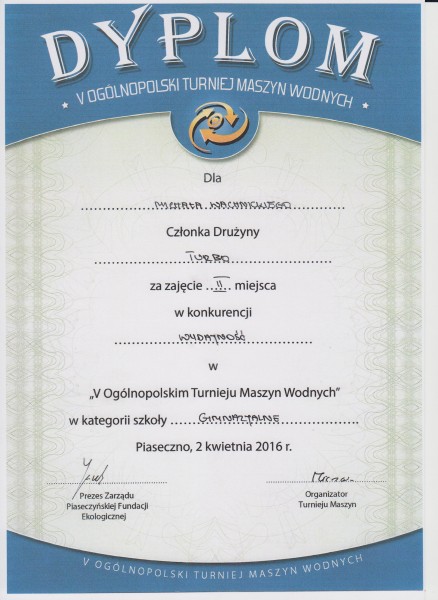 DYPLOM
V OGÓLNOPOLSKI TURNIEJ MASZYN WODNYCH
Dla
MICHAŁA WACHNICKIEGO
Członka Drużyny
TURBO
za zajęcie ...II... miejsca
w konkurencji
WYDAJNOŚĆ
w
„V Ogólnopolskim Turnieju Maszyn Wodnych"
w kategorii szkoły GIMNAZJALNE
Piaseczno, 2 kwietnia 2016 r.
Prezes Zarządu
Piaseczyńskiej Fundacji
Ekologicznej
Organizator
Turnieju Maszyn
V OGÓLNOPOLSKI TURNIEJ MASZYN WODNYCH